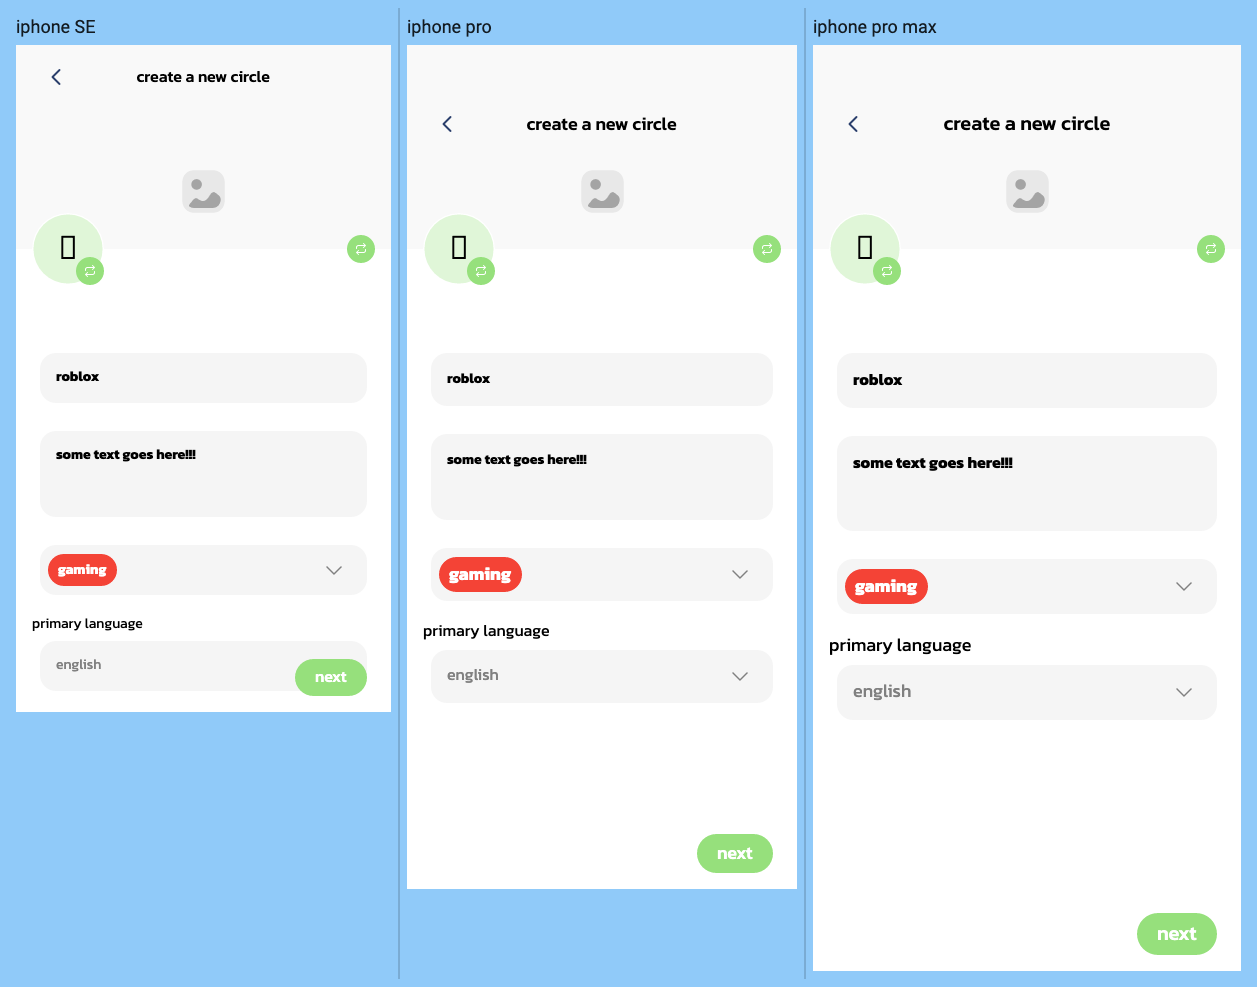 iphone SE
create a new circle
roblox
some text goes here!!!
gaming
primary language
english
next
iphone pro
create a new circle
roblox
some text goes here!!!
gaming
primary language
english
next
iphone pro max
create a new circle
roblox
some text goes here!!!
gaming
primary language
english
next